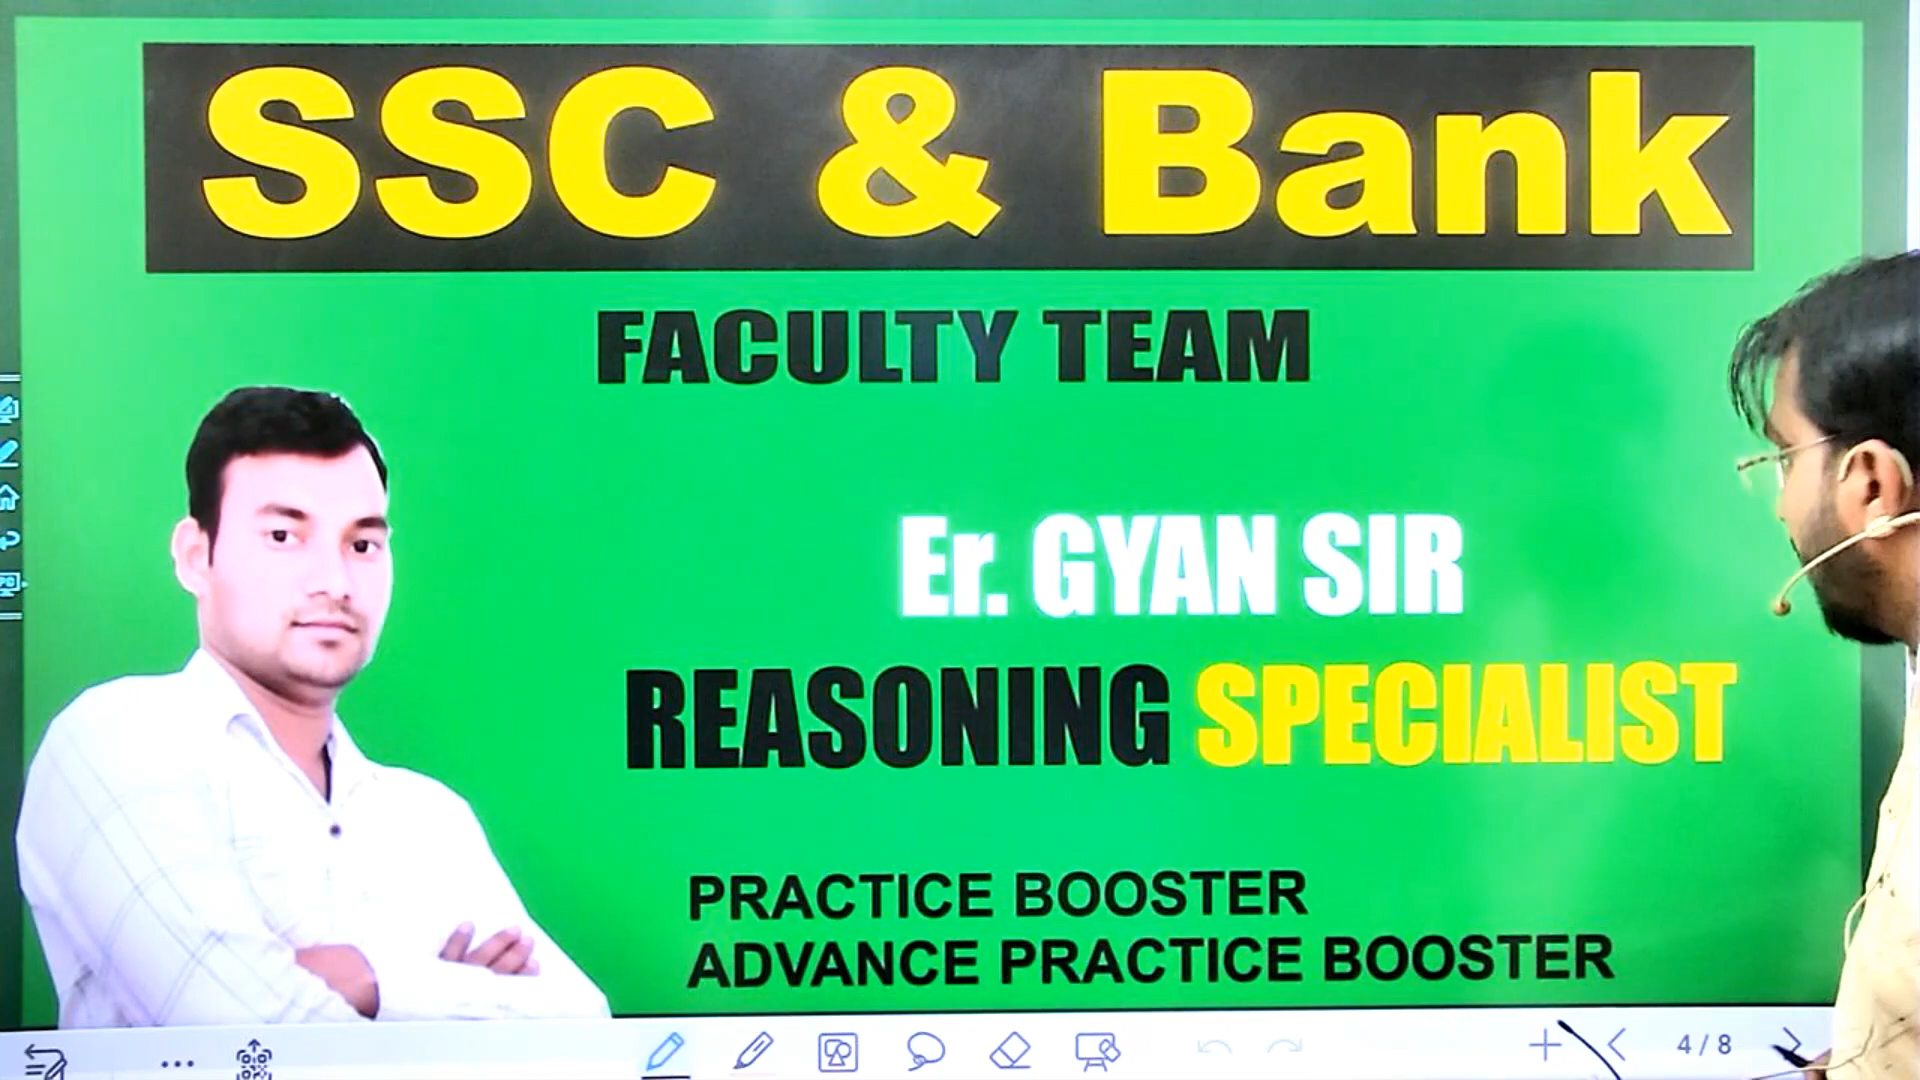 SSC & Bank
FACULTY TEAM
Er. GYAN SIR
REASONING SPECIALIST
PRACTICE BOOSTER
ADVANCE PRACTICE BOOSTER
4/8